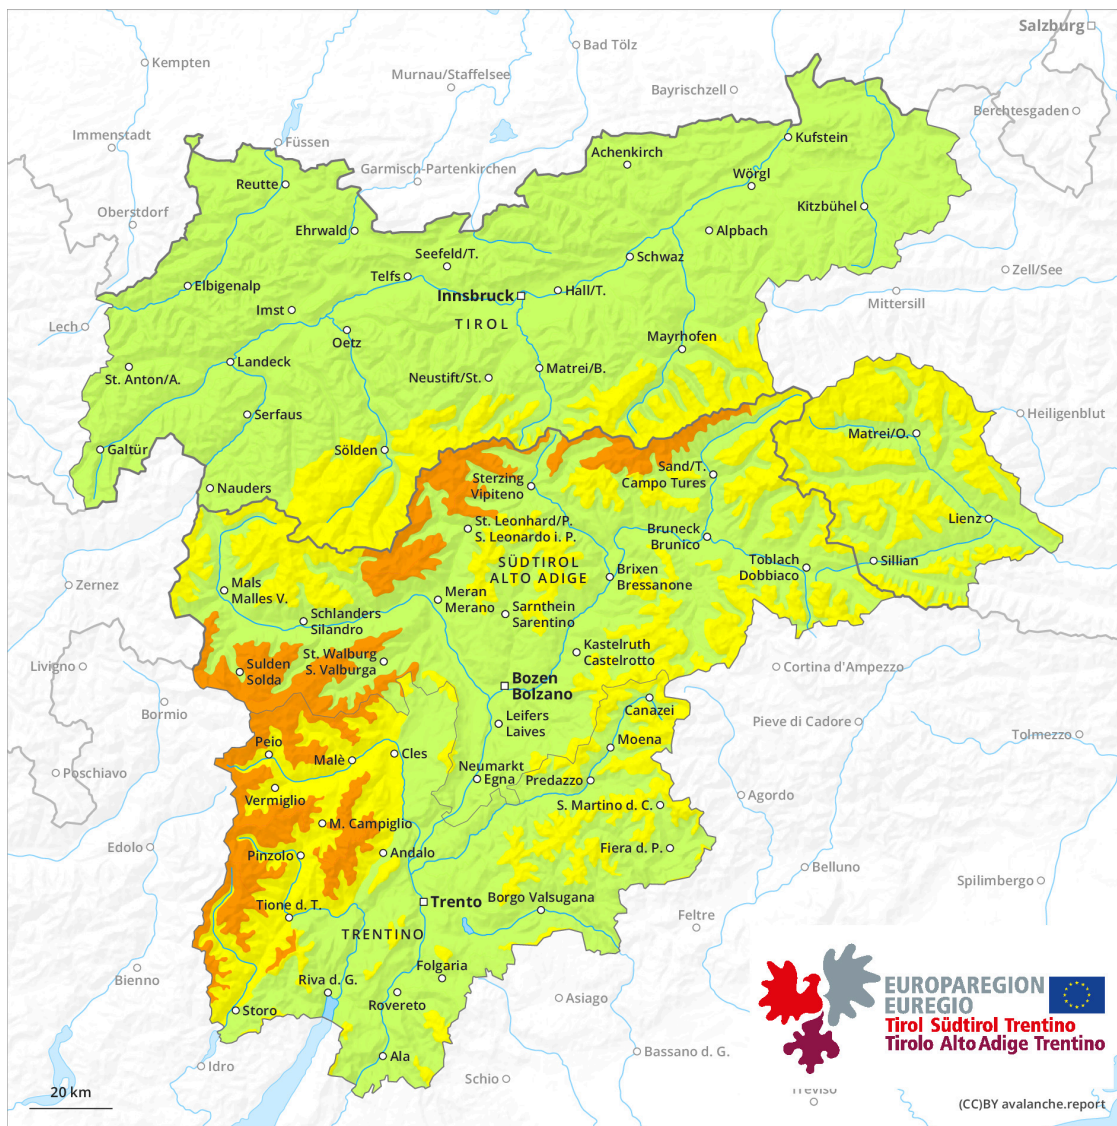 Salzburg
Bad Tölz
Kempten
Murnau/Staffelsee
Bayrischzell
Berchtesgaden
Immenstadt
Füssen
Kufstein
Achenkirch
Garmisch-Partenkirchen
Wörgl
Reutte
Oberstdorf
Kitzbühel
Ehrwald
Alpbach
Seefeld/T.
Schwaz
Zell/See
Telfs
Elbigenalp
Hall/T.
Innsbruck
Mittersill
Imst
TIROL
Lech
Oetz
Mayrhofen
Landeck
Matrei/B.
St. Anton/A.
Neustift/St.
Serfaus
Heiligenblut
Matrei/O.
Galtür
Sölden
Sand/T.
Campo Tures
Sterzing
Vipiteno
Nauders
Lienz
St. Leonhard/P.
S. Leonardo i. P.
Bruneck
Brunico
SÜDTIROL
ALTO ADIGE
Toblach
Dobbiaco
Sillian
Brixen
Bressanone
Zernez
Mals
Malles V.
Meran
Merano
Sarnthein
Sarentino
Schlanders
Silandro
Kastelruth
Castelrotto
St. Walburg
S. Valburga
Livigno
Sulden
Solda
Cortina d'Ampezzo
Bozen
Bolzano
Canazei
Bormio
Leifers
Laives
Pieve di Cadore
Tolmezzo
Moena
Peio
Cles
Malè
Neumarkt
Egna
Predazzo
Poschiavo
Agordo
Vermiglio
S. Martino d. C.
M. Campiglio
Edolo
Pinzolo
Andalo
Fiera d. P.
Belluno
Spilimbergo
Trento
Borgo Valsugana
Tione d. T.
Feltre
TRENTINO
Folgaria
Bienno
Riva d. G.
Rovereto
Asiago
Storo
EUROPAREGION
EUREGIO
Tirol Südtirol Trentino
Tirolo Alto Adige Trentino
Ala
Bassano d. G.
Idro
Schio
Treviso
20 km
(CC)BY avalanche.report